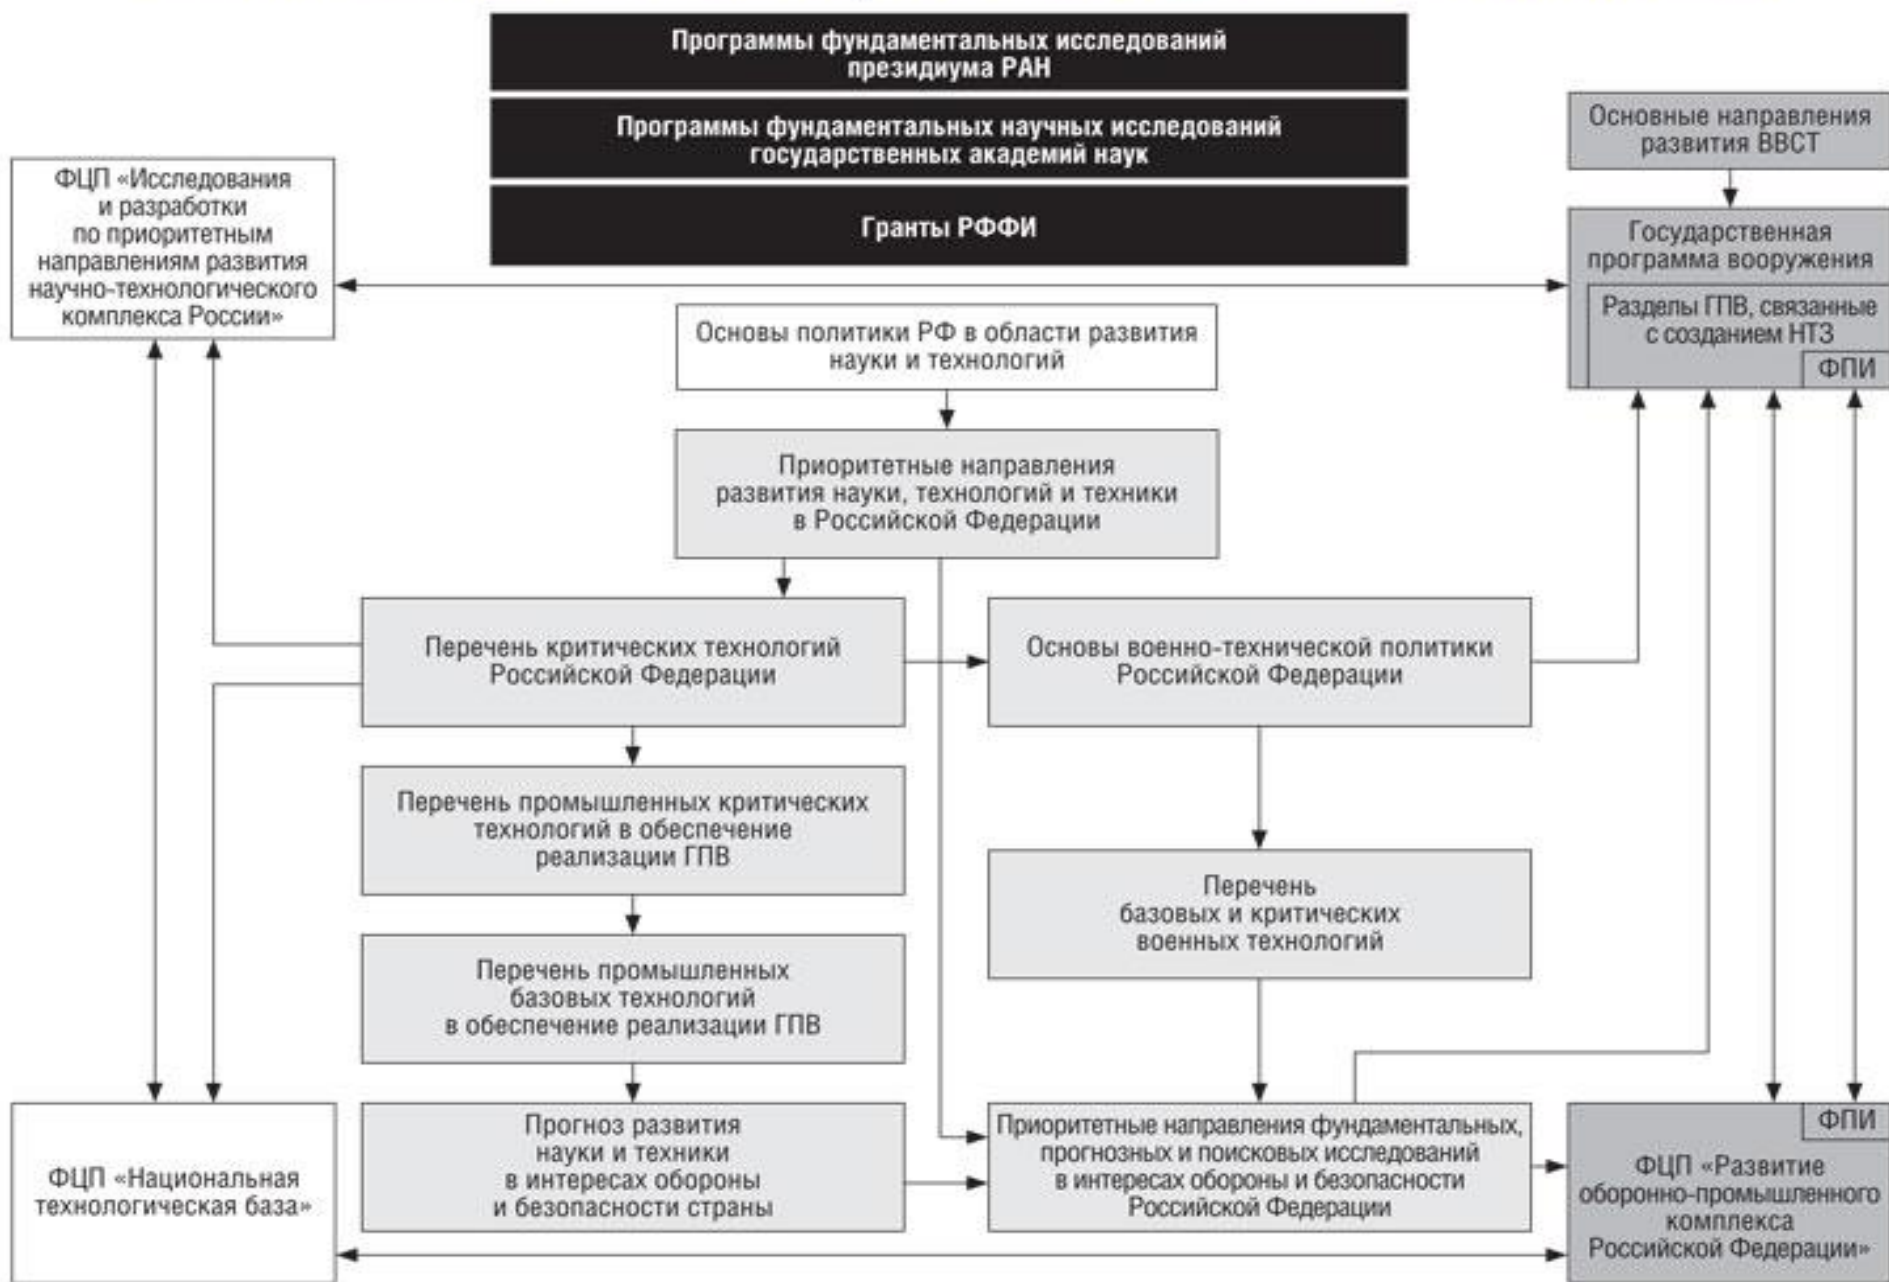 Программы фундаментальных исследований
президиума РАН
Программы фундаментальных научных исследований
государственных академий наук
Гранты РФФИ
Основные направления
развития ВВСТ
ФЦП «Исследования
и разработки
по приоритетным
направлениям развития
научно-технологического
комплекса России»
Государственная
программа вооружения
Разделы ГПВ, связанные
с созданием НТЗ
ФПИ
Основы политики РФ в области развития
науки и технологий
Приоритетные направления
развития науки, технологий и техники
в Российской Федерации
Перечень критических технологий
Российской Федерации
Основы военно-технической политики
Российской Федерации
Перечень промышленных критических
технологий в обеспечение
реализации ГПВ
Перечень
базовых и критических
военных технологий
Перечень промышленных
базовых технологий
в обеспечение реализации ГПВ
ФЦП «Национальная
технологическая база»
Прогноз развития
науки и техники
в интересах обороны
и безопасности страны
Приоритетные направления фундаментальных,
прогнозных и поисковых исследований
в интересах обороны и безопасности
Российской Федерации
ФПИ
ФЦП «Развитие
оборонно-промышленного
комплекса
Российской Федерации»